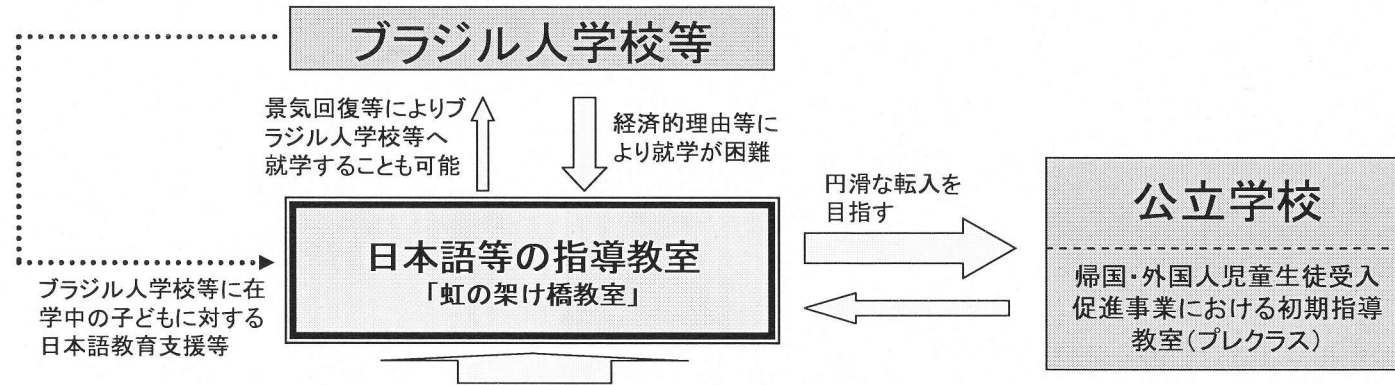 ブラジル人学校等
景気回復等によりブ
ラジル人学校等へ
就学することも可能
経済的理由等に
より就学が困難
円滑な転入を
目指す
公立学校
帰国・外国人児童生徒受入
促進事業における初期指導
教室(プレクラス)
日本語等の指導教室
「虹の架け橋教室」
ブラジル人学校等に在
学中の子どもに対する
日本語教育支援等